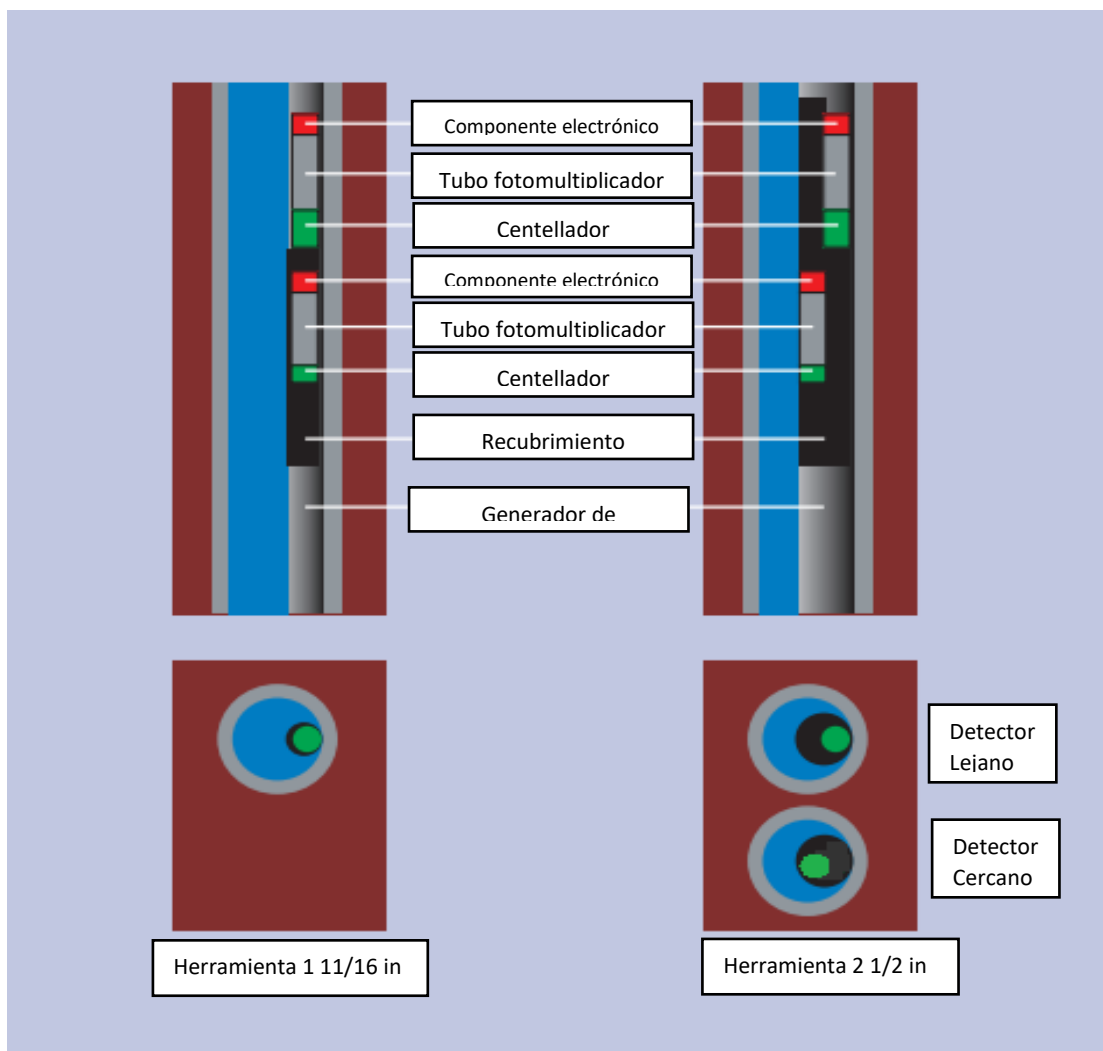 Componente electrónico
Tubo fotomultiplicador
Centellador
Componente electrónico
Tubo fotomultiplicador
Centellador
Recubrimiento
Generador de
Detector
Lejano
Detector
Cercano
Herramienta 1 11/16 in
Herramienta 2 1/2 in